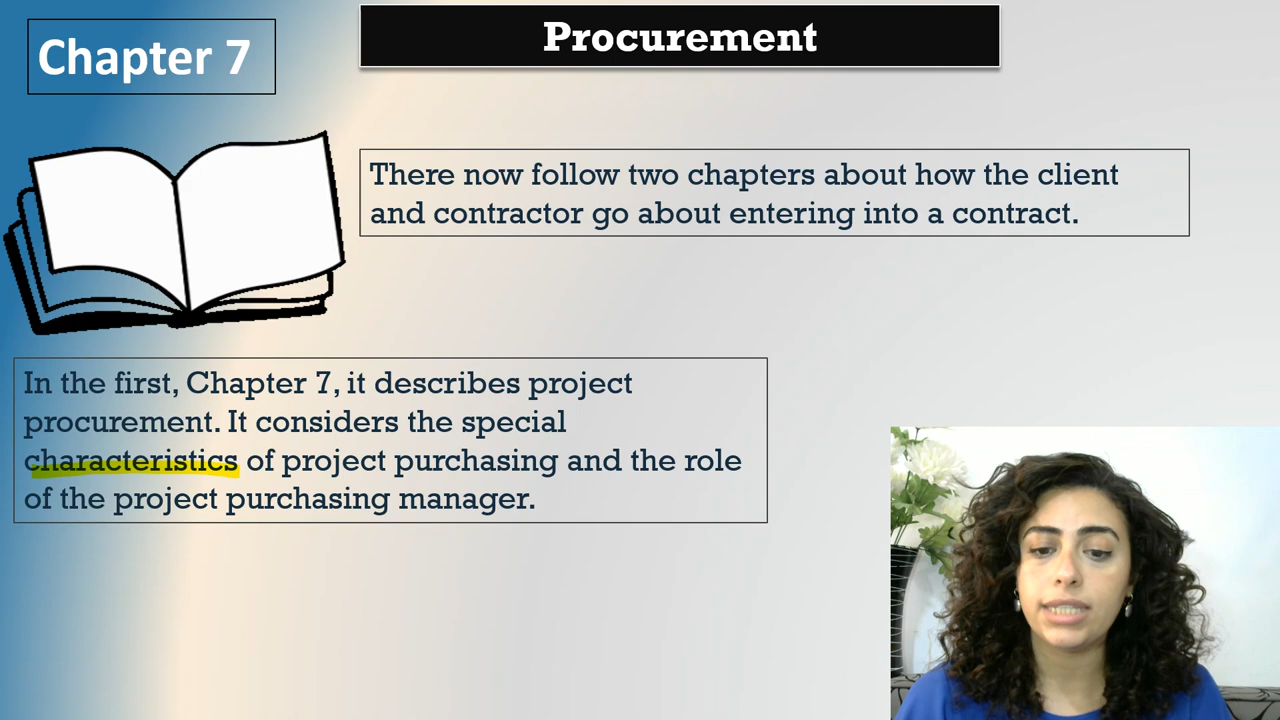 Chapter 7
Procurement
There now follow two chapters about how the client
and contractor go about entering into a contract.
In the first, Chapter 7, it describes project
procurement. It considers the special
characteristics of project purchasing and the role
of the project purchasing manager.